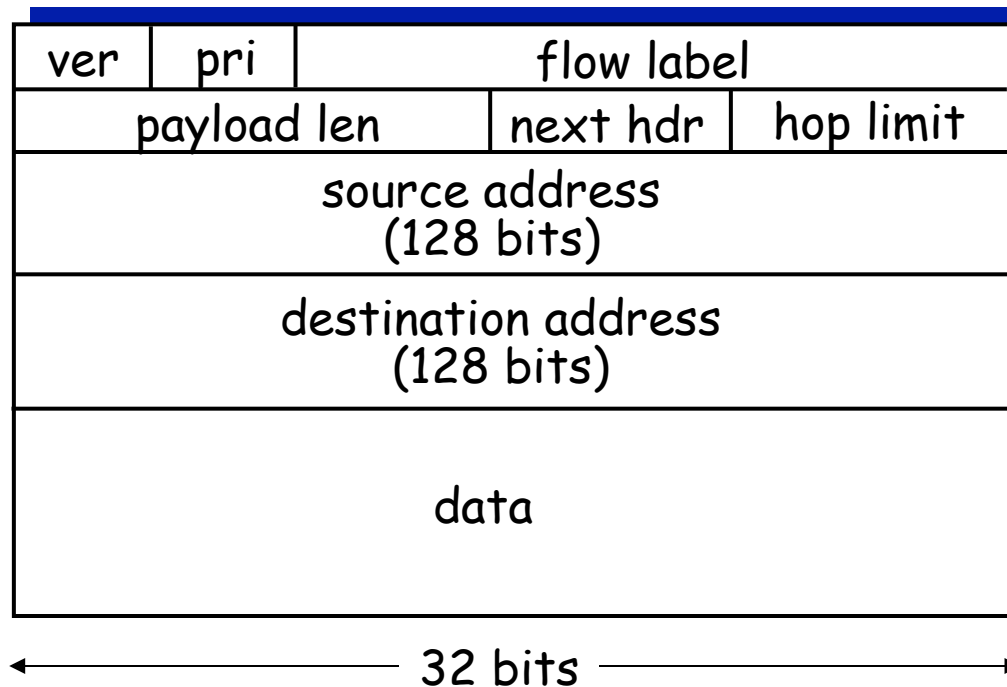 ver pri flow label
payload len next hdr hop limit
source address
(128 bits)
destination address
(128 bits)
data
32 bits